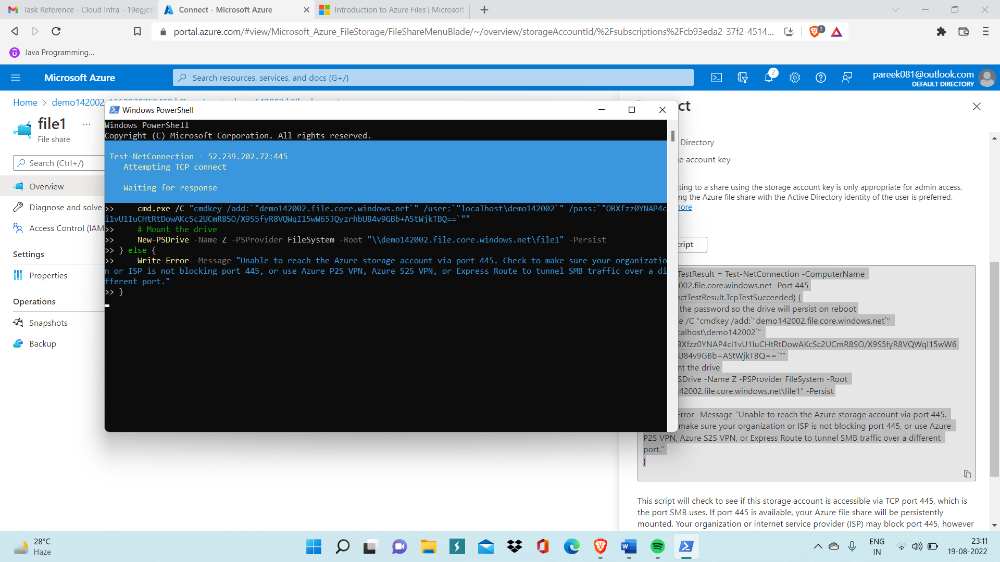 Task Reference - Cloud Infra - 19egjcs
Connect - Microsoft Azure
Introduction to Azure Files | Microsoft
portal.azure.com/#view/Microsoft_Azure_FileStorage/FileShareMenuBlade/~/overview/storageAccountId/%2Fsubscriptions%2Fcb93eda2-37f2-4514...
3
Java Programming...
Microsoft Azure
Search resources, services, and docs (G+/)
2
pareek081@outlook.com
DEFAULT DIRECTORY
Home > demo142002
file1 ...
File share
Search (Ctrl+/)
Overview
Diagnose and solve
Access Control (IAM
Settings
Properties
Operations
Snapshots
Backup
Windows PowerShell
Windows PowerShell
Copyright (C) Microsoft Corporation. All rights reserved.
Test-NetConnection - 52.239.202.72:445
Attempting TCP connect
Waiting for response
>> cmd.exe /C "cmdkey /add:`"demo142002.file.core.windows.net`" /user:`"localhost\demo142002`" /pass:`"OBXfzz0YNAP4c
i1vU1IuCHtRtDowAKcSc2UCmR8SO/X9S5fyR8VQWqI15wW65JQyzrhbU84v9GBb+AStWjkTBQ==`""
>> # Mount the drive
>> New-PSDrive -Name Z -PSProvider FileSystem -Root "\\demo142002.file.core.windows.net\file1" -Persist
>> } else {
>> Write-Error -Message "Unable to reach the Azure storage account via port 445. Check to make sure your organizatio
n or ISP is not blocking port 445, or use Azure P2S VPN, Azure S2S VPN, or Express Route to tunnel SMB traffic over a di
fferent port."
>> }
ct
Directory
e account key
ting to a share using the storage account key is only appropriate for admin access.
ng the Azure file share with the Active Directory identity of the user is preferred.
nore
cript
TestResult = Test-NetConnection -ComputerName
002.file.core.windows.net -Port 445
ectTestResult.TcpTestSucceeded) {
the password so the drive will persist on reboot
e /C "cmdkey /add:`"demo142002.file.core.windows.net`"
calhost\demo142002`"
BXfzz0YNAP4ci1vU1IuCHtRtDowAKcSc2UCmR8SO/X9S5fyR8VQWqI15wW6
U84v9GBb+AStWjkTBQ==`""
nt the drive
SDrive -Name Z -PSProvider FileSystem -Root
42002.file.core.windows.net\file1" -Persist
Error -Message "Unable to reach the Azure storage account via port 445.
make sure your organization or ISP is not blocking port 445, or use Azure
P2S VPN, Azure S2S VPN, or Express Route to tunnel SMB traffic over a different
port."
}
This script will check to see if this storage account is accessible via TCP port 445, which is
the port SMB uses. If port 445 is available, your Azure file share will be persistently
mounted. Your organization or internet service provider (ISP) may block port 445, however
28°C
Haze
ENG
IN
23:11
19-08-2022